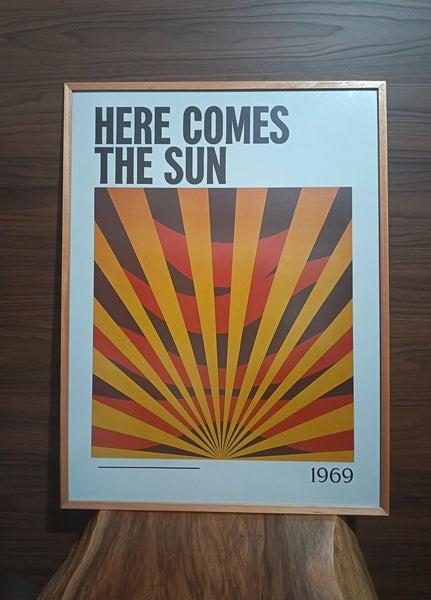 HERE COMES
THE SUN
1969